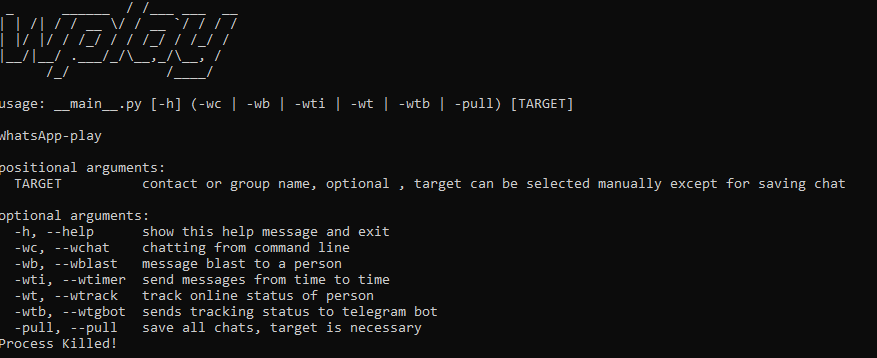 wplay
usage: __main__.py [-h] (-wc | -wb | -wti | -wt | -wtb | -pull) [TARGET]
WhatsApp-play
positional arguments:
TARGET contact or group name, optional , target can be selected manually except for saving chat
optional arguments:
-h, --help show this help message and exit
-wc, --wchat chatting from command line
-wb, --wblast message blast to a person
-wti, --wtimer send messages from time to time
-wt, --wtrack track online status of person
-wtb, --wtgbot sends tracking status to telegram bot
-pull, --pull save all chats, target is necessary
Process Killed!